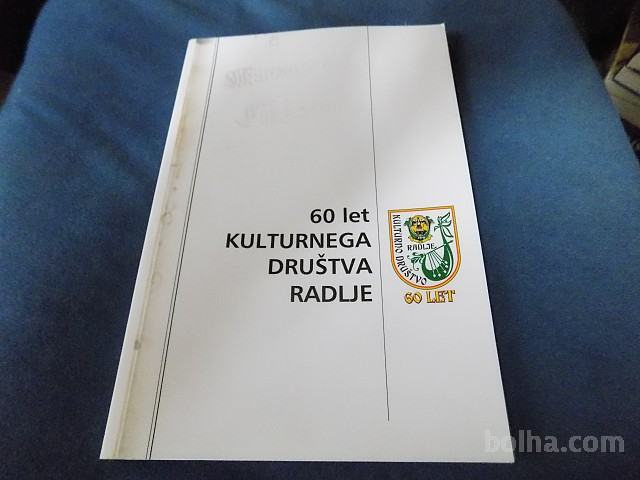 60 let
KULTURNEGA
DRUŠTVA
RADLJE
RADLJE
KULTURNO DRUŠTVO
60 LET
bolha.com